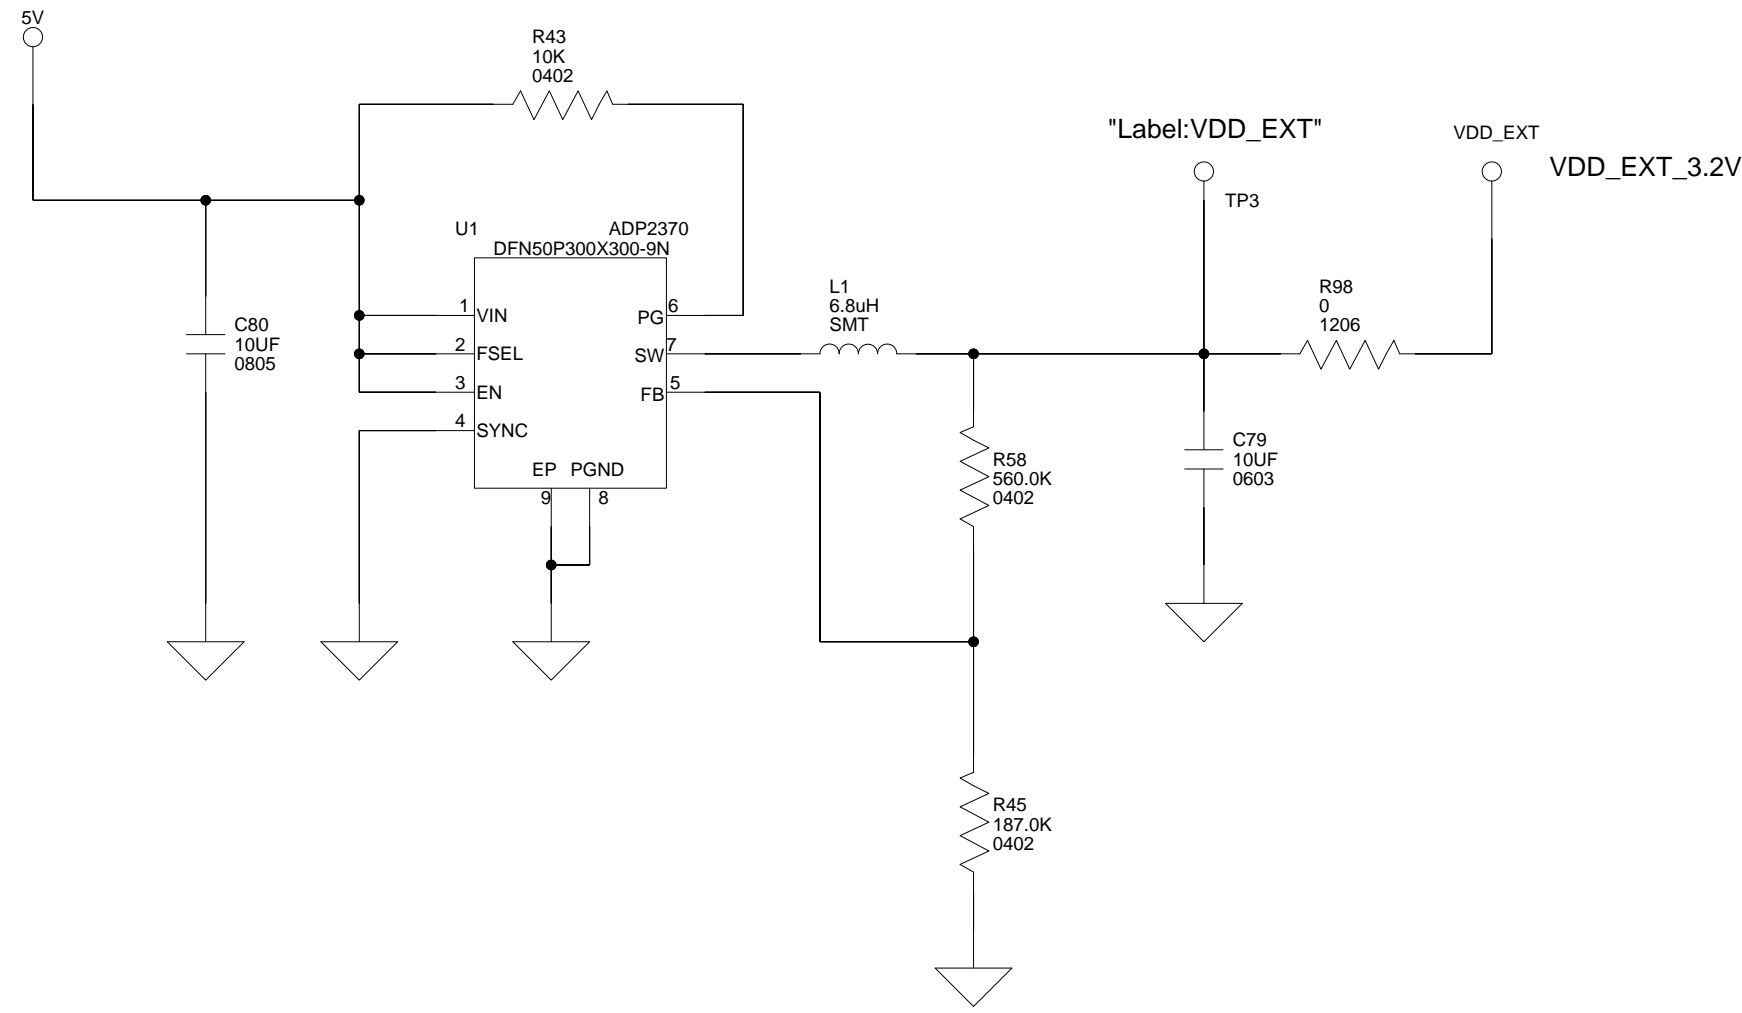 5V
R43
10K
0402
"Label:VDD_EXT"
VDD_EXT
VDD_EXT_3.2V
TP3
U1
ADP2370
DFN50P300X300-9N
C80
10UF
0805
1
VIN
2
FSEL
3
EN
4
SYNC
PG
6
SW
7
FB
5
EP
PGND
9
8
L1
6.8uH
SMT
R98
0
1206
R58
560.0K
0402
C79
10UF
0603
R45
187.0K
0402